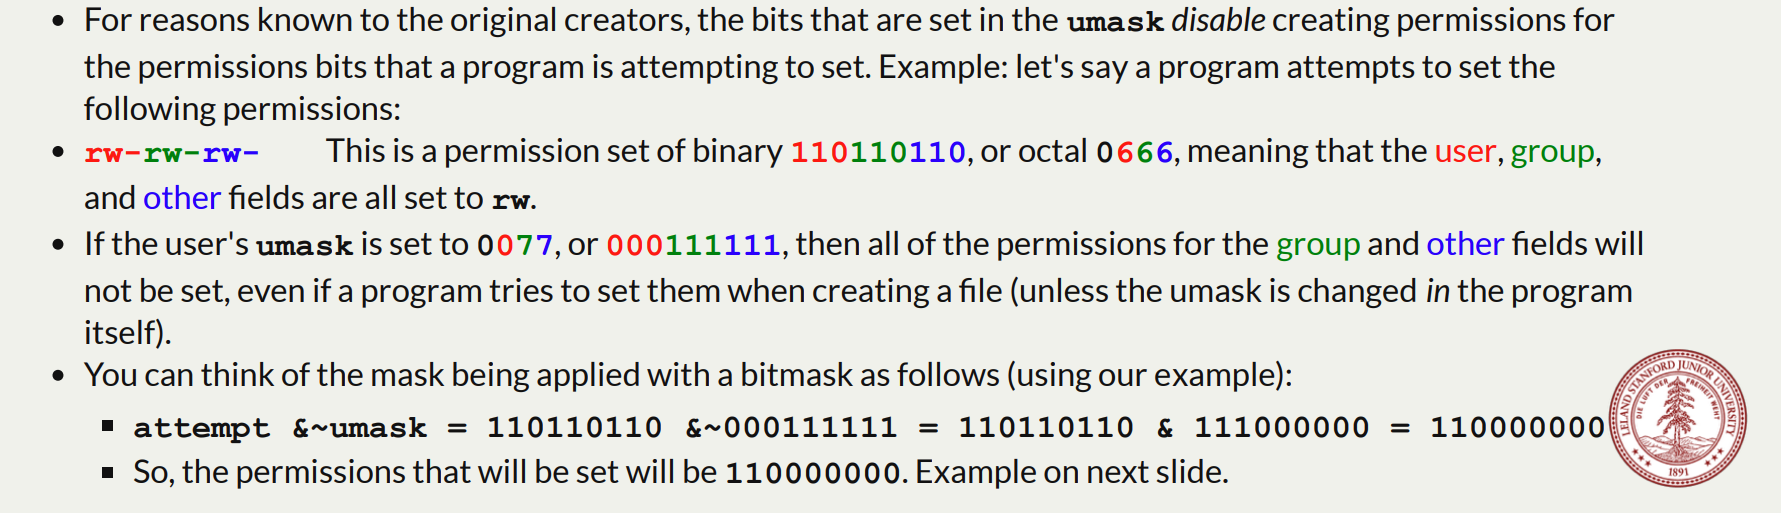 • For reasons known to the original creators, the bits that are set in the umask disable creating permissions for
the permissions bits that a program is attempting to set. Example: let's say a program attempts to set the
following permissions:
• rw-rw-rw- This is a permission set of binary 110110110, or octal 0666, meaning that the user, group,
and other fields are all set to rw.
• If the user's umask is set to 0077, or 000111111, then all of the permissions for the group and other fields will
not be set, even if a program tries to set them when creating a file (unless the umask is changed in the program
itself).
• You can think of the mask being applied with a bitmask as follows (using our example):
▪ attempt &~umask = 110110110 &~000111111 = 110110110 & 111000000 = 110000000
▪ So, the permissions that will be set will be 110000000. Example on next slide.
LELAND STANFORD JUNIOR UNIVERSITY
DIE LUFT DER FREIHEIT WEHT
1891